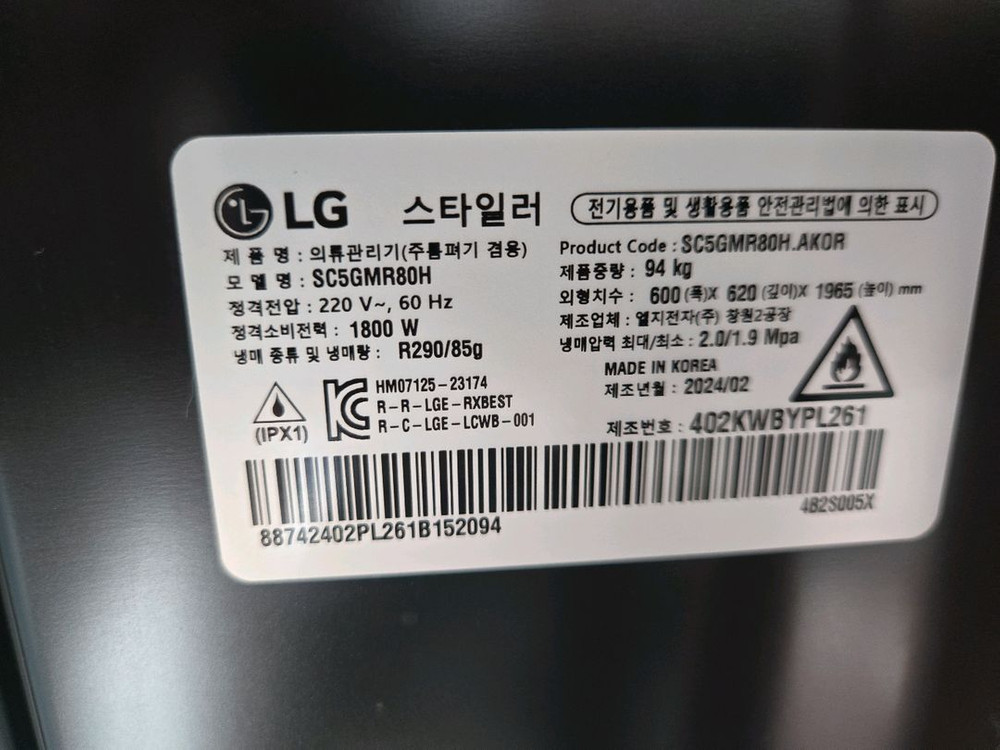 LG 스타일러 전기용품 및 생활용품 안전관리법에 의한 표시
제 품 명 : 의류관리기(주름펴기 겸용)
모 델 명 : SC5GMR80H
정격전압 : 220 V~, 60 Hz
정격소비전력 : 1800 W
냉매 종류 및 냉매량 : R290/85g
Product Code : SC5GMR80H.AKOR
제품중량 : 94 kg
외형치수 : 600 (폭)X 620 (깊이)X 1965 (높이) mm
제조업체 : 엘지전자(주) 창원2공장
냉매압력 최대/최소 : 2.0/1.9 Mpa
MADE IN KOREA
제조년월 : 2024/02
제조번호 : 402KWBYPL261
(IPX1)
HM07125-23174
R-R-LGE-RXBEST
R-C-LGE-LCWB-001
88742402PL261B152094
4B2S005X